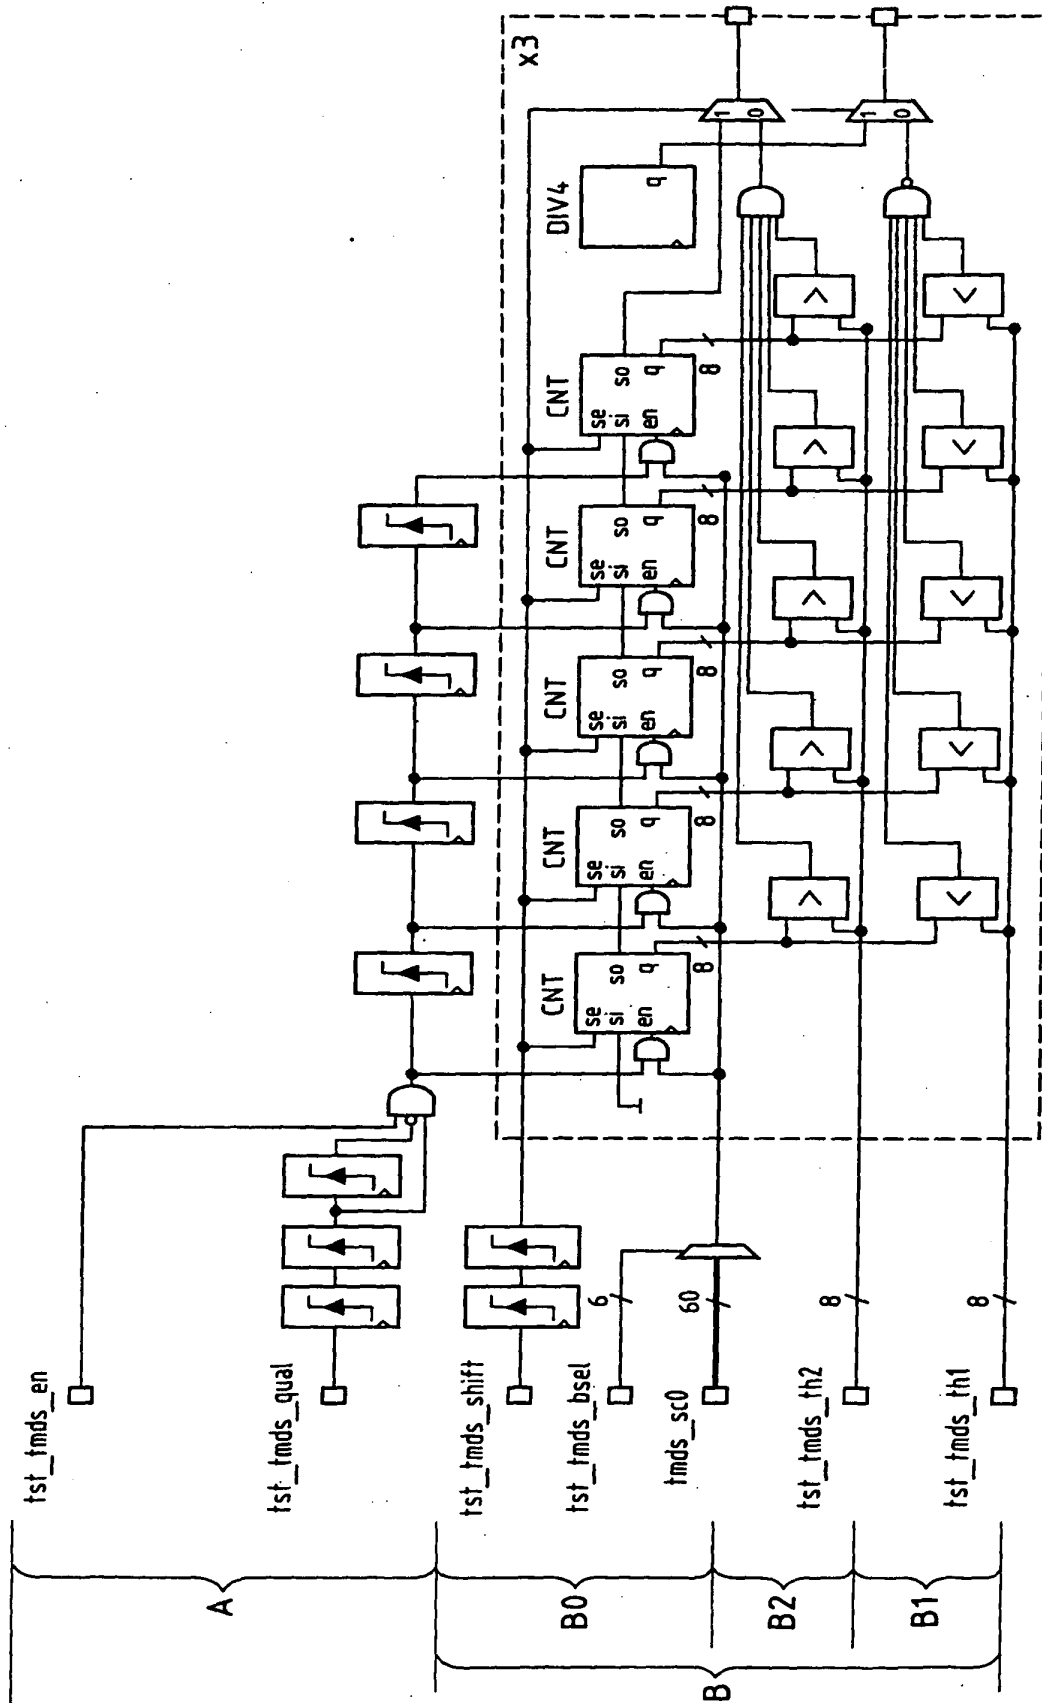 tst_tmds_en
tst_tmds_qual
tst_tmds_shift
tst_tmds_bsel
tmds_sc0
tst_tmds_th2
tst_tmds_th1
A
B0
B2
B1
B
6
60
8
8
x3
CNT
se
si
en
so
q
8
CNT
se
si
en
so
q
8
CNT
se
si
en
so
q
8
CNT
se
si
en
so
q
8
CNT
se
si
en
so
q
8
DIV4
q
1
0
1
0
>
>
>
>
>
<
<
<
<
<